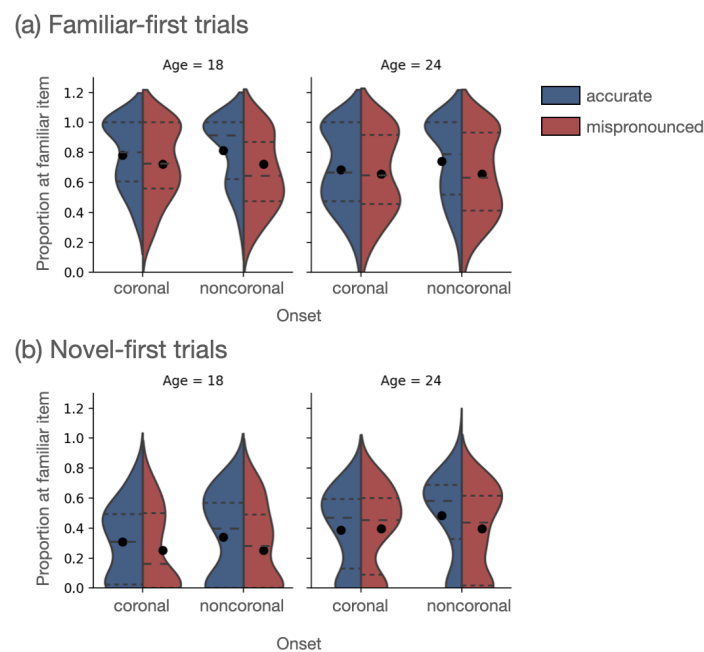 (a) Familiar-first trials
Age = 18
Age = 24
Proportion at familiar item
1.2
1.0
0.8
0.6
0.4
0.2
0.0
coronal
noncoronal
coronal
noncoronal
Onset
accurate
mispronounced
(b) Novel-first trials
Age = 18
Age = 24
Proportion at familiar item
1.2
1.0
0.8
0.6
0.4
0.2
0.0
coronal
noncoronal
coronal
noncoronal
Onset